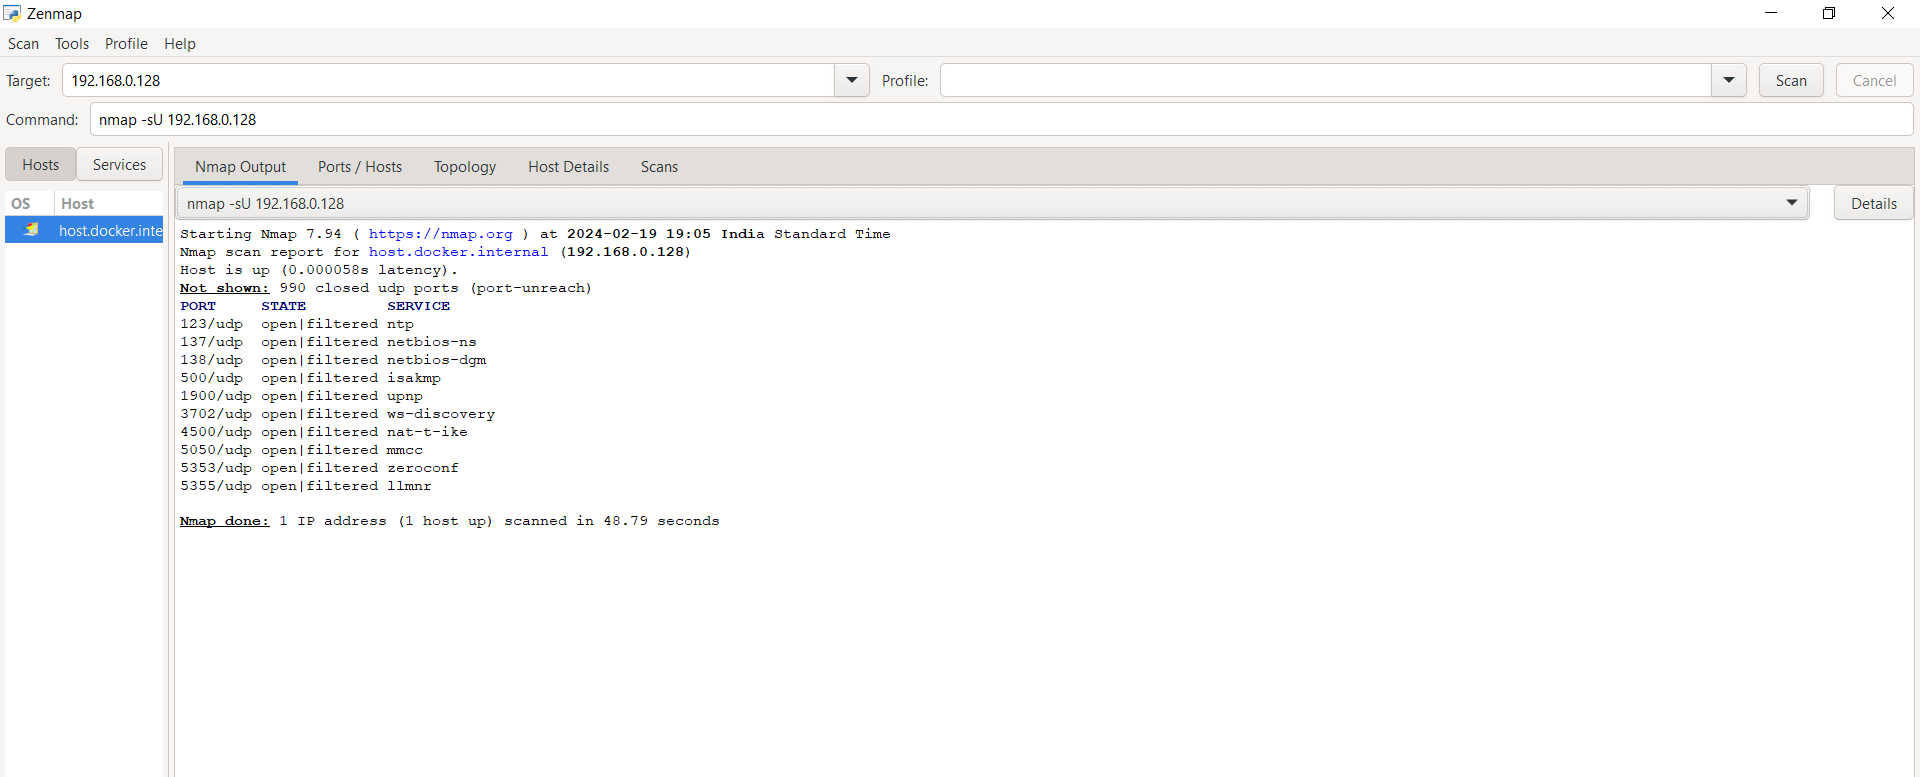 Zenmap
Scan Tools Profile Help
Target: 192.168.0.128 Profile: Scan Cancel
Command: nmap -sU 192.168.0.128
Hosts Services
Nmap Output Ports / Hosts Topology Host Details Scans
OS Host
host.docker.inte
nmap -sU 192.168.0.128 Details
Starting Nmap 7.94 ( https://nmap.org ) at 2024-02-19 19:05 India Standard Time
Nmap scan report for host.docker.internal (192.168.0.128)
Host is up (0.000058s latency).
Not shown: 990 closed udp ports (port-unreach)
PORT     STATE         SERVICE
123/udp  open|filtered ntp
137/udp  open|filtered netbios-ns
138/udp  open|filtered netbios-dgm
500/udp  open|filtered isakmp
1900/udp open|filtered upnp
3702/udp open|filtered ws-discovery
4500/udp open|filtered nat-t-ike
5050/udp open|filtered mmcc
5353/udp open|filtered zeroconf
5355/udp open|filtered llmnr
Nmap done: 1 IP address (1 host up) scanned in 48.79 seconds